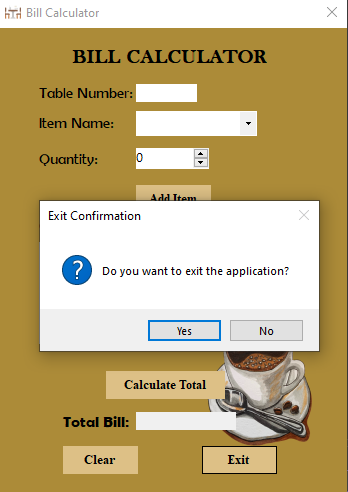 Bill Calculator
BILL CALCULATOR
Table Number:
Item Name:
Quantity:
0
Add Item
Exit Confirmation
Do you want to exit the application?
Yes
No
Calculate Total
Total Bill:
Clear
Exit